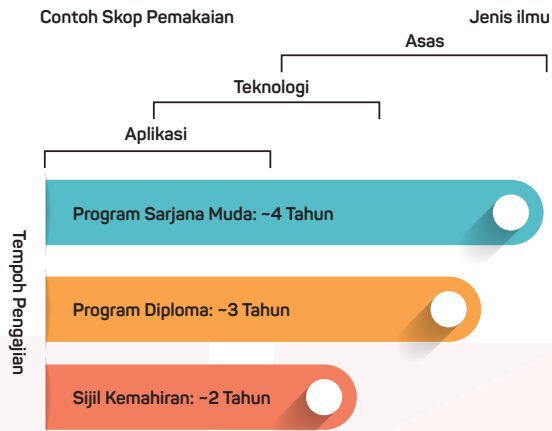 Contoh Skop Pemakaian
Jenis ilmu
Asas
Teknologi
Aplikasi
Program Sarjana Muda: ~4 Tahun
Program Diploma: ~3 Tahun
Sijil Kemahiran: ~2 Tahun
Tempoh Pengajian